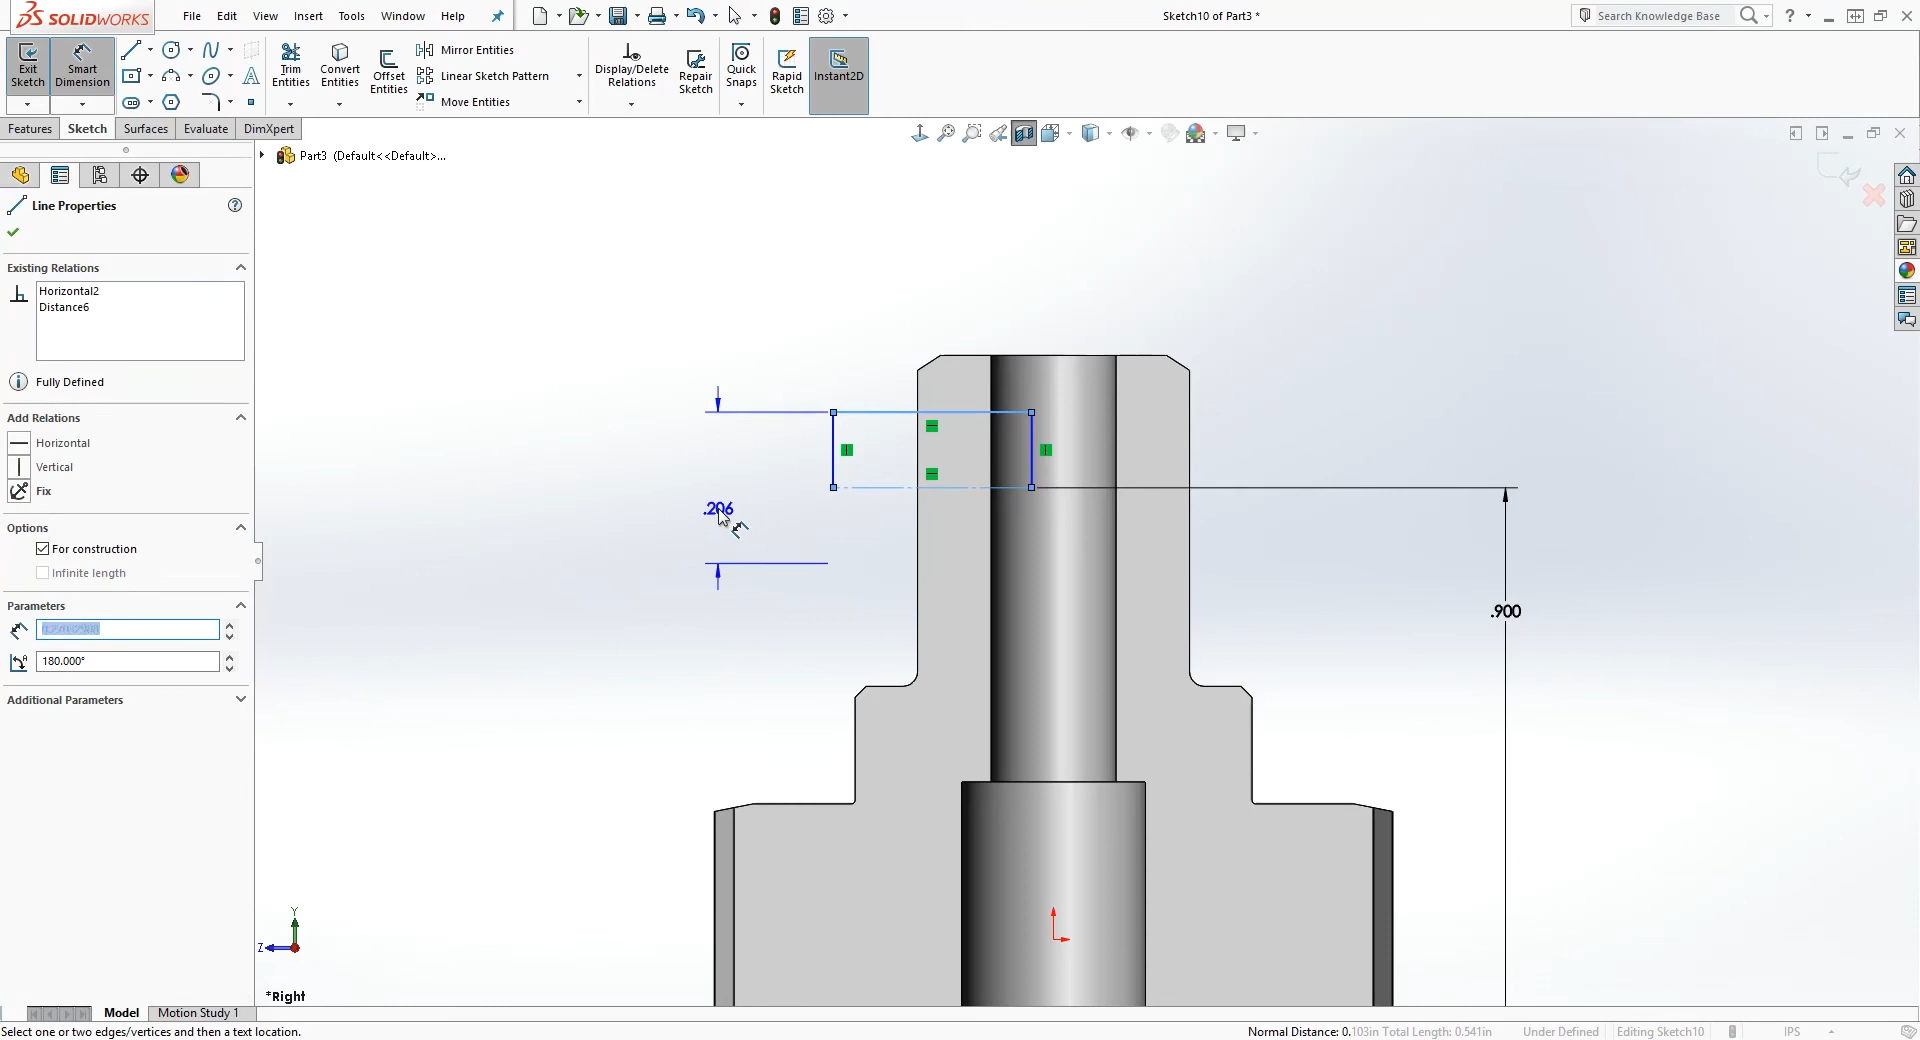 SOLIDWORKS
File Edit View Insert Tools Window Help
Sketch10 of Part3 *
Search Knowledge Base
Exit Sketch
Smart Dimension
Trim Entities
Convert Entities
Offset Entities
Mirror Entities
Linear Sketch Pattern
Move Entities
Display/Delete Relations
Repair Sketch
Quick Snaps
Rapid Sketch
Instant2D
Features Sketch Surfaces Evaluate DimXpert
Part3 (Default<<Default>...
Line Properties
Existing Relations
Horizontal2
Distance6
Fully Defined
Add Relations
Horizontal
Vertical
Fix
Options
For construction
Infinite length
Parameters
180.000°
Additional Parameters
.206
.900
Y
Z
*Right
Model Motion Study 1
Select one or two edges/vertices and then a text location.
Normal Distance: 0.103in Total Length: 0.541in Under Defined Editing Sketch10 IPS